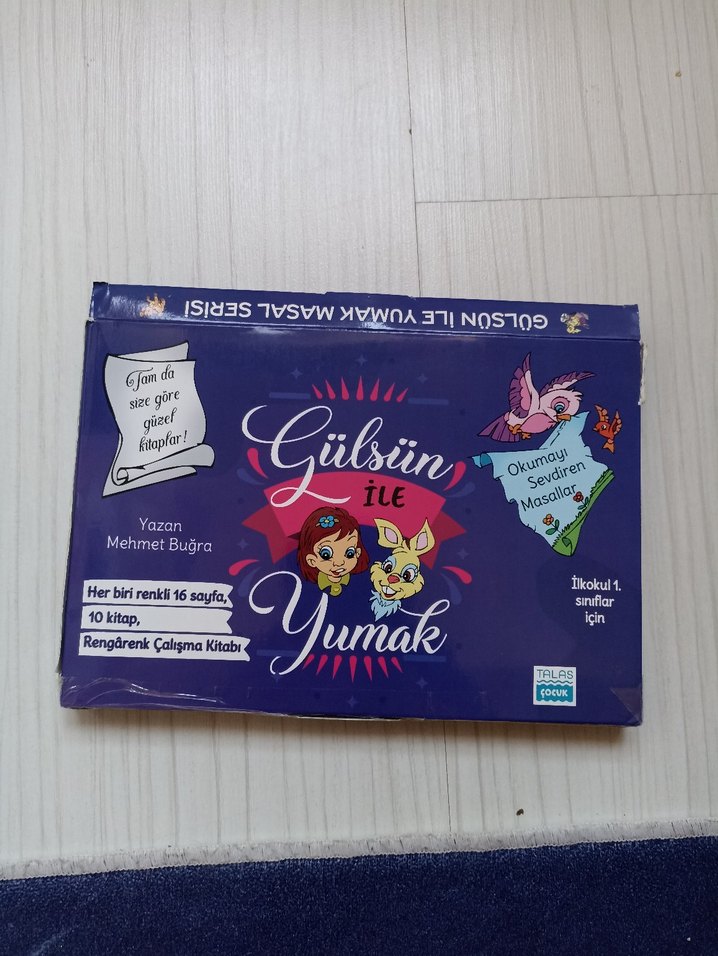 GÜLSÜN İLE YUMAK MASAL SERİSİ
Tam da
size göre
güzel
kitaplar!
Gülsün
İLE
Yumak
Okumayı
Sevdiren
Masallar
Yazan
Mehmet Buğra
Her biri renkli 16 sayfa,
10 kitap,
Rengârenk Çalışma Kitabı
İlkokul 1.
sınıflar
için
TALAS
ÇOCUK